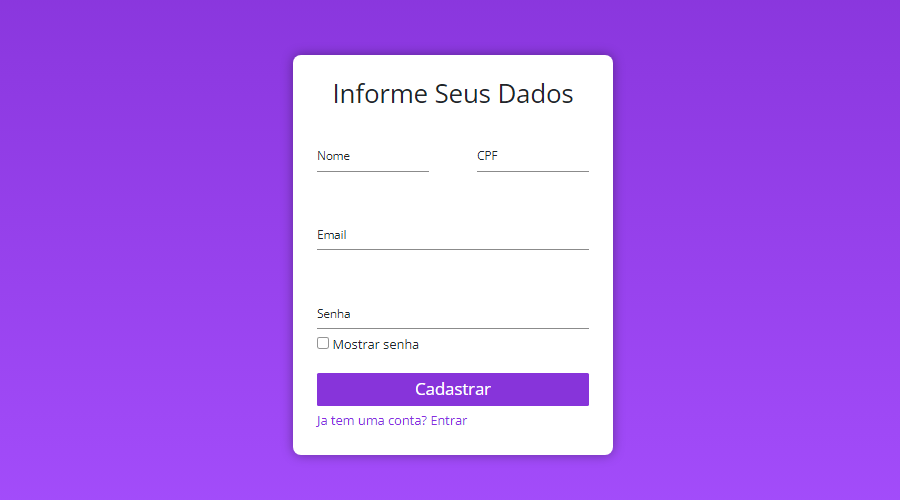 Informe Seus Dados
Nome CPF
Email
Senha
Mostrar senha
Cadastrar
Ja tem uma conta? Entrar